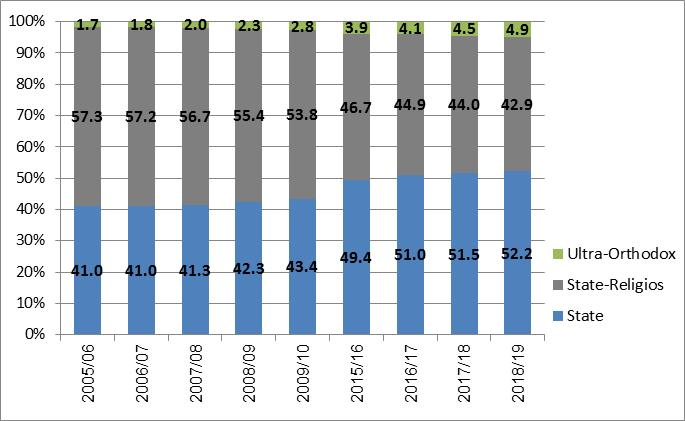 100%
90%
80%
70%
60%
50%
40%
30%
20%
10%
0%
1.7 1.8 2.0 2.3 2.8 3.9 4.1 4.5 4.9
57.3 57.2 56.7 55.4 53.8 46.7 44.9 44.0 42.9
41.0 41.0 41.3 42.3 43.4 49.4 51.0 51.5 52.2
2005/06 2006/07 2007/08 2008/09 2009/10 2015/16 2016/17 2017/18 2018/19
Ultra-Orthodox
State-Religios
State